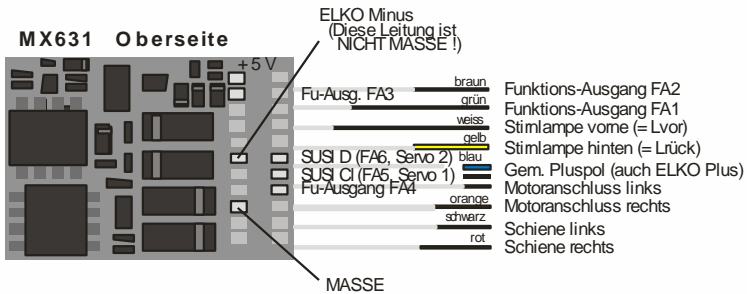 ELKO Minus
(Diese Leitung ist
NICHT MASSE !)
MX631 Oberseite
+5V
braun
Funktions-Ausgang FA2
Fu-Ausg. FA3
grün
Funktions-Ausgang FA1
weiss
Stirnlampe vorne (= Lvor)
gelb
Stirnlampe hinten (= Lrück)
SUSI D (FA6, Servo 2)
blau
Gem. Pluspol (auch ELKO Plus)
SUSI Cl (FA5, Servo 1)
Fu-Ausgang FA4
Motoranschluss links
orange
Motoranschluss rechts
schwarz
Schiene links
rot
Schiene rechts
MASSE